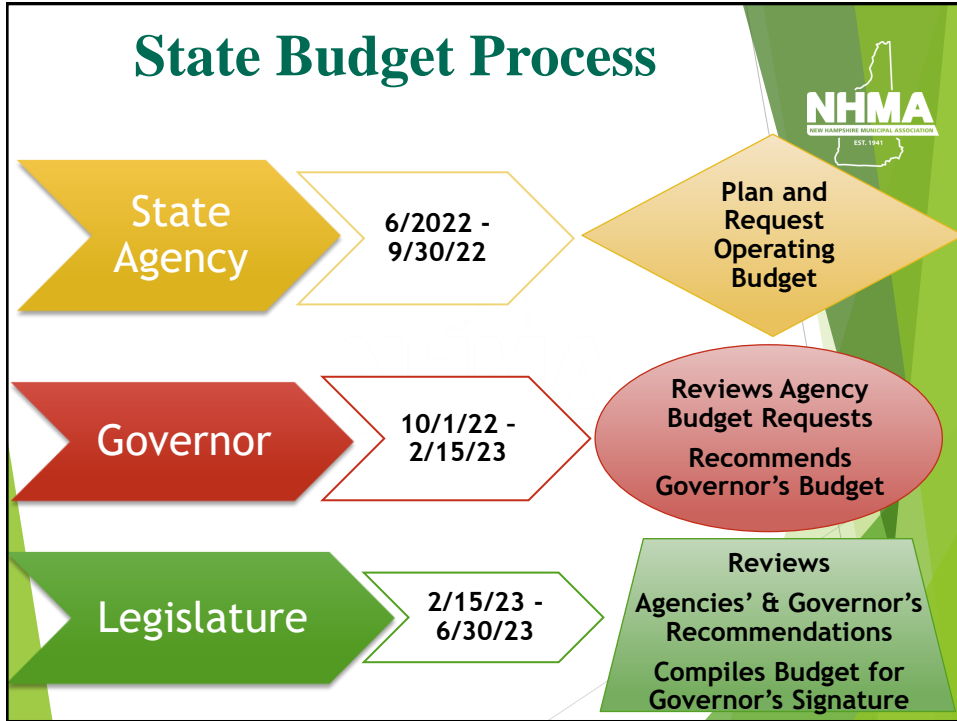 State Budget Process
NHMA
NEW HAMPSHIRE MUNICIPAL ASSOCIATION
EST. 1941
State
Agency
6/2022 -
9/30/22
Plan and
Request
Operating
Budget
Governor
10/1/22 –
2/15/23
Reviews Agency
Budget Requests
Recommends
Governor’s Budget
Legislature
2/15/23 -
6/30/23
Reviews
Agencies’ & Governor’s
Recommendations
Compiles Budget for
Governor’s Signature